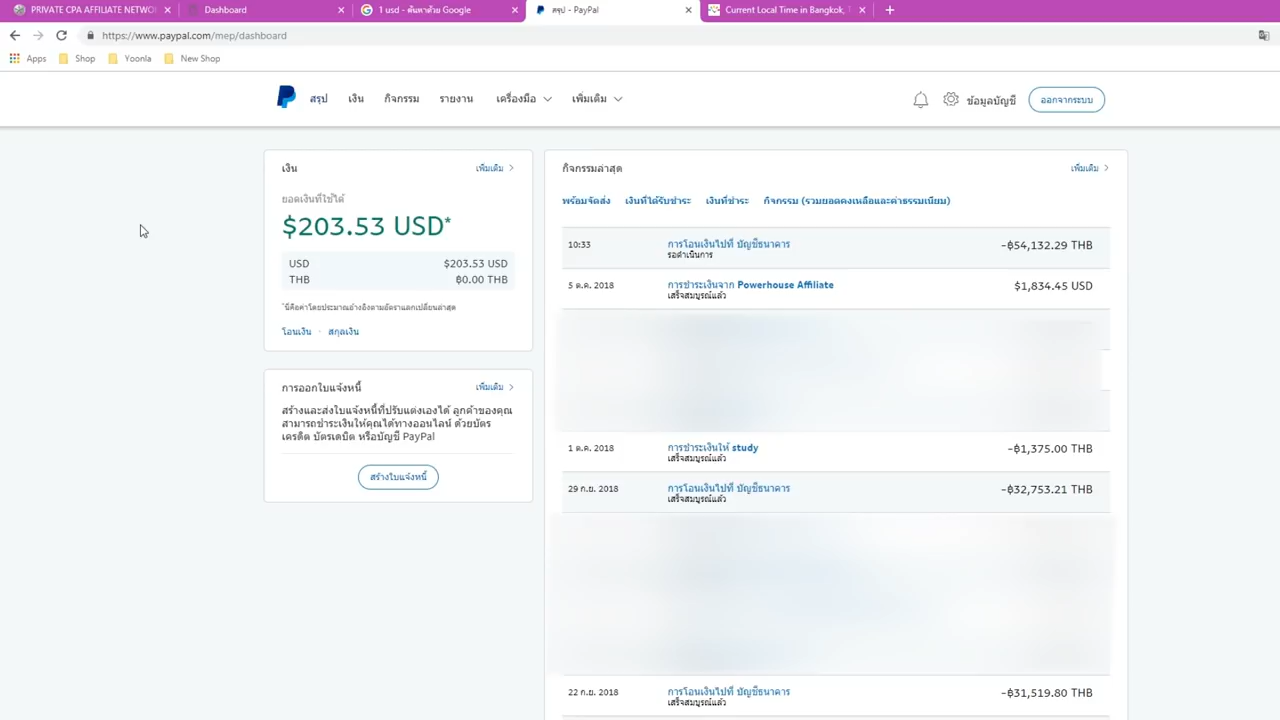 PRIVATE CPA AFFILIATE NETWO
Dashboard
1 usd - ค้นหาด้วย Google
สรุป - PayPal
Current Local Time in Bangkok,
https://www.paypal.com/mep/dashboard
Apps
Shop
Yoonla
New Shop
สรุป
เงิน
กิจกรรม
รายงาน
เครื่องมือ
เพิ่มเติม
ข้อมูลบัญชี
ออกจากระบบ
เงิน
เพิ่มเติม
ยอดเงินที่ใช้ได้
$203.53 USD*
USD $203.53 USD
THB ฿0.00 THB
*นี่คือค่าโดยประมาณอ้างอิงตามอัตราแลกเปลี่ยนล่าสุด
โอนเงิน · สกุลเงิน
การออกใบแจ้งหนี้
เพิ่มเติม
สร้างและส่งใบแจ้งหนี้ที่ปรับแต่งเองได้ ลูกค้าของคุณ
สามารถชำระเงินให้คุณได้ทางออนไลน์ ด้วยบัตร
เครดิต บัตรเดบิต หรือบัญชี PayPal
สร้างใบแจ้งหนี้
กิจกรรมล่าสุด
เพิ่มเติม
พร้อมจัดส่ง เงินที่ได้รับชำระ เงินที่ชำระ กิจกรรม (รวมยอดคงเหลือและค่าธรรมเนียม)
10:33 การโอนเงินไปที่ บัญชีธนาคาร -฿54,132.29 THB
รอดำเนินการ
5 ต.ค. 2018 การชำระเงินจาก Powerhouse Affiliate $1,834.45 USD
เสร็จสมบูรณ์แล้ว
1 ต.ค. 2018 การชำระเงินให้ study -฿1,375.00 THB
เสร็จสมบูรณ์แล้ว
29 ก.ย. 2018 การโอนเงินไปที่ บัญชีธนาคาร -฿32,753.21 THB
เสร็จสมบูรณ์แล้ว
22 ก.ย. 2018 การโอนเงินไปที่ บัญชีธนาคาร -฿31,519.80 THB
เสร็จสมบูรณ์แล้ว